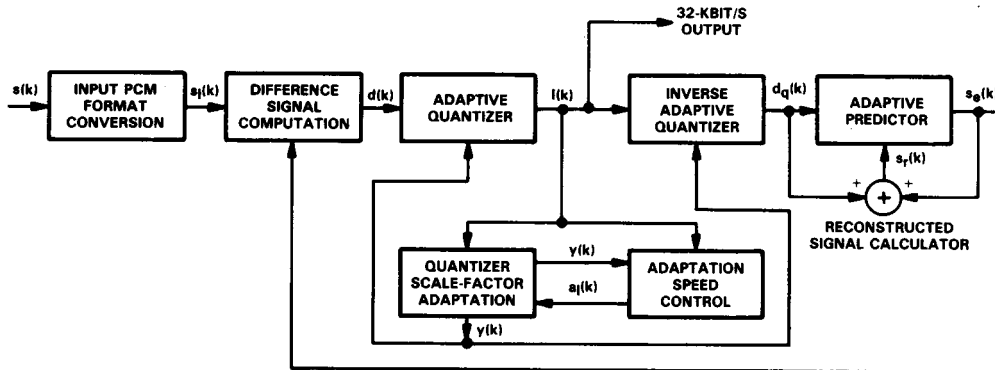 32-KBIT/S
OUTPUT
s(k)
INPUT PCM
FORMAT
CONVERSION
sl(k)
DIFFERENCE
SIGNAL
COMPUTATION
d(k)
ADAPTIVE
QUANTIZER
I(k)
INVERSE
ADAPTIVE
QUANTIZER
dq(k)
ADAPTIVE
PREDICTOR
se(k)
sr(k)
+
+
+
RECONSTRUCTED
SIGNAL CALCULATOR
QUANTIZER
SCALE-FACTOR
ADAPTATION
y(k)
al(k)
ADAPTATION
SPEED
CONTROL
y(k)